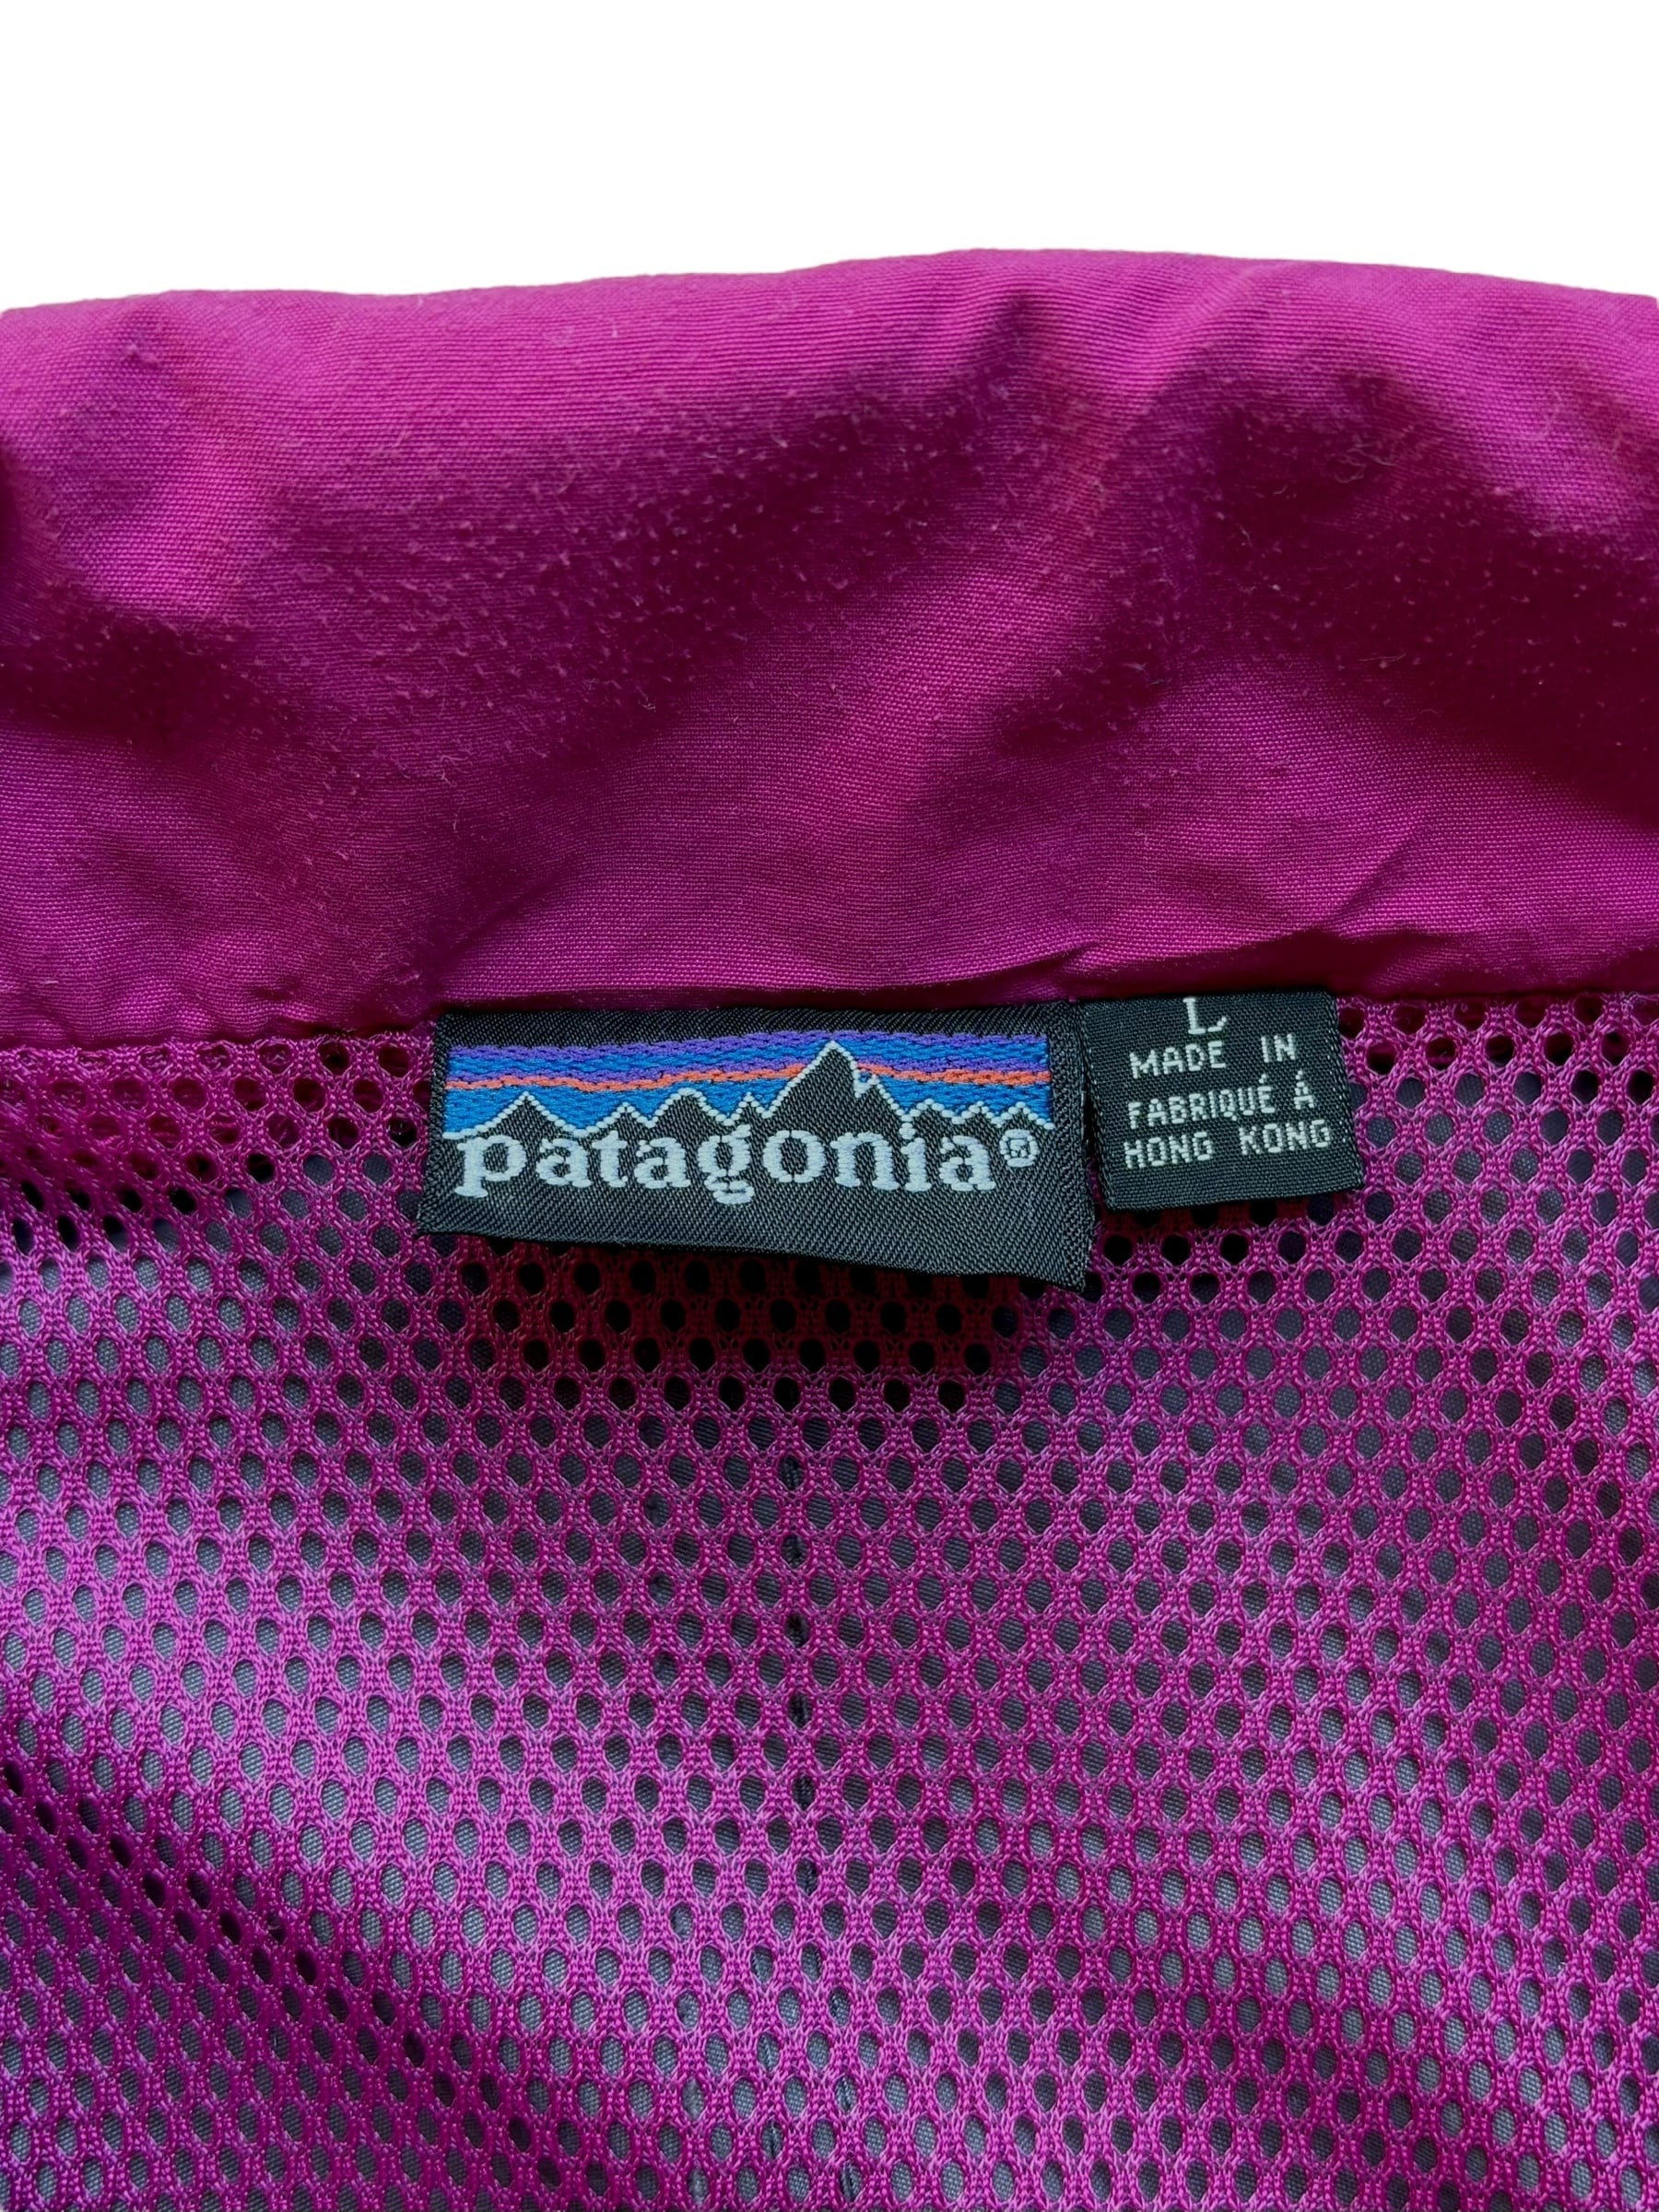 patagonia®
L
MADE IN
FABRIQUÉ À
HONG KONG